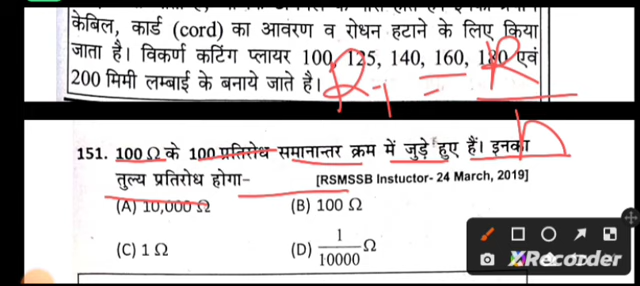 केबिल, कार्ड (cord) का आवरण व रोधन हटाने के लिए किया
जाता है। विकर्ण कटिंग प्लायर 100, 125, 140, 160, 180 एवं
200 मिमी लम्बाई के बनाये जाते है।
R_T = R
n
151. 100 Ω के 100 प्रतिरोध समानान्तर क्रम में जुड़े हुए हैं। इनका
तुल्य प्रतिरोध होगा-
[RSMSSB Instuctor- 24 March, 2019]
(A) 10,000 Ω (B) 100 Ω
(C) 1 Ω (D) 1/10000 Ω
XRecorder